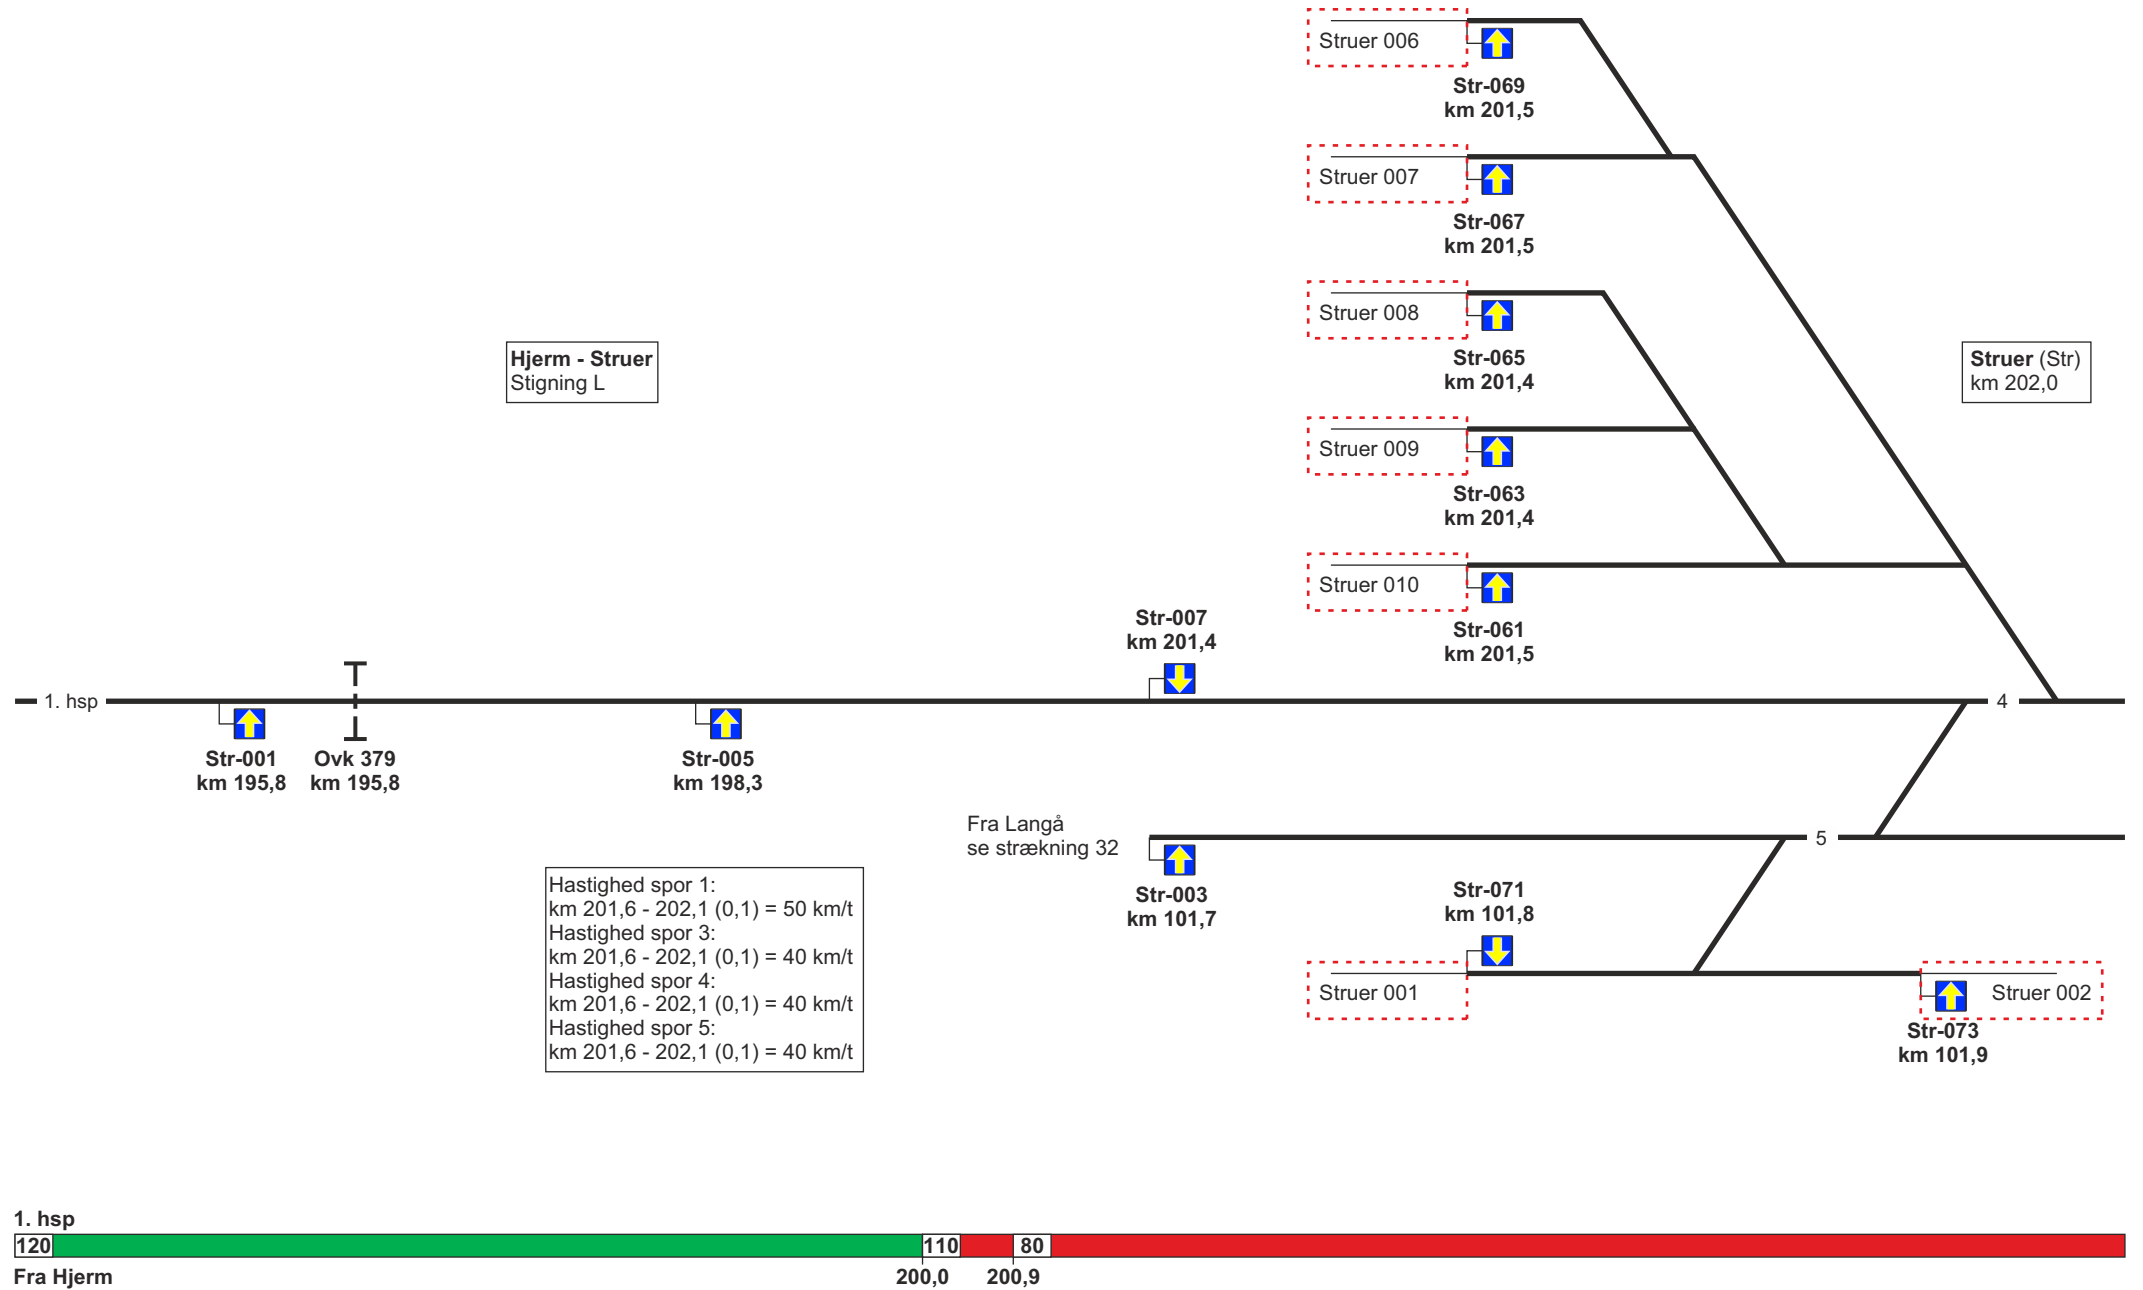 Struer 006
Str-069
km 201,5
Struer 007
Str-067
km 201,5
Struer 008
Str-065
km 201,4
Hjerm - Struer
Stigning L
Struer (Str)
km 202,0
Struer 009
Str-063
km 201,4
Struer 010
Str-061
km 201,5
Str-007
km 201,4
1. hsp
4
Str-001
km 195,8
Ovk 379
km 195,8
Str-005
km 198,3
Fra Langå
se strækning 32
5
Str-003
km 101,7
Str-071
km 101,8
Hastighed spor 1:
km 201,6 - 202,1 (0,1) = 50 km/t
Hastighed spor 3:
km 201,6 - 202,1 (0,1) = 40 km/t
Hastighed spor 4:
km 201,6 - 202,1 (0,1) = 40 km/t
Hastighed spor 5:
km 201,6 - 202,1 (0,1) = 40 km/t
Struer 001
Struer 002
Str-073
km 101,9
1. hsp
120 110 80
Fra Hjerm 200,0 200,9